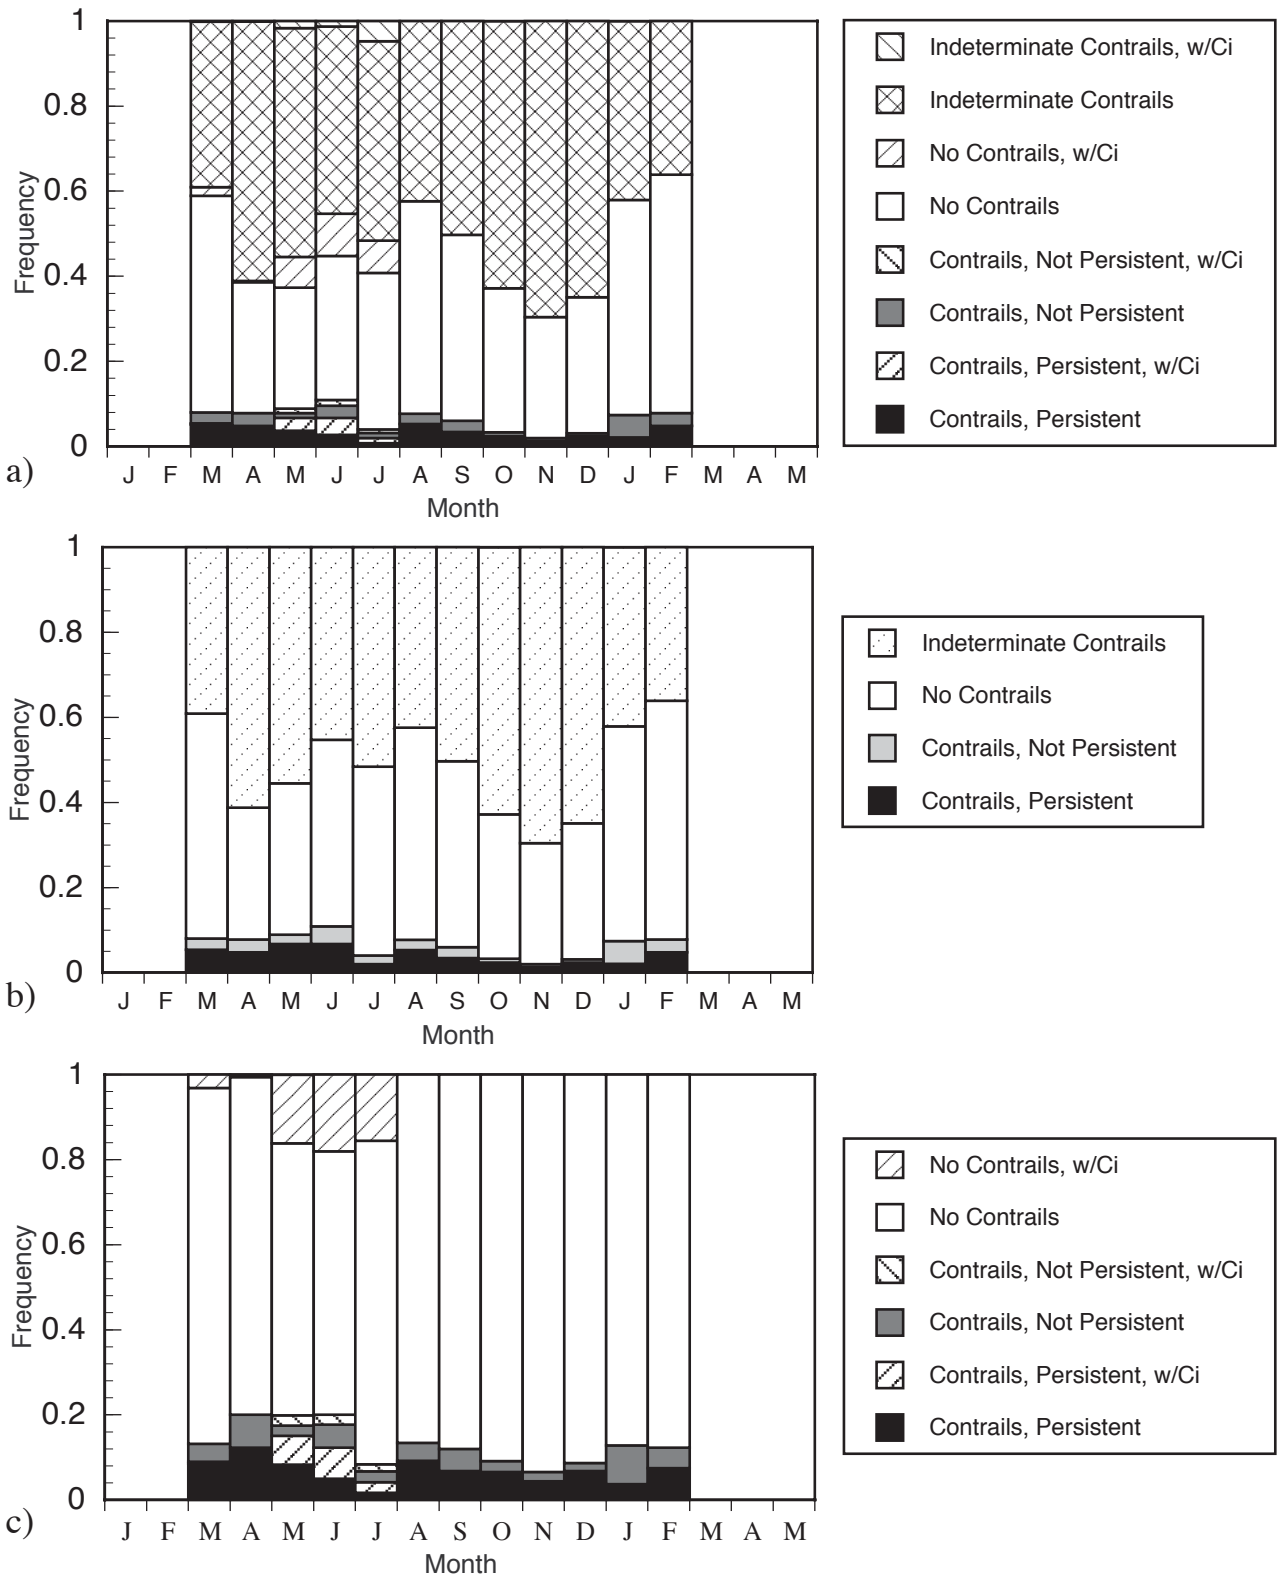 1
0.8
0.6
0.4
0.2
0
Frequency
a)
J F M A M J J A S O N D J F M A M
Month
Indeterminate Contrails, w/Ci
Indeterminate Contrails
No Contrails, w/Ci
No Contrails
Contrails, Not Persistent, w/Ci
Contrails, Not Persistent
Contrails, Persistent, w/Ci
Contrails, Persistent
1
0.8
0.6
0.4
0.2
0
Frequency
b)
J F M A M J J A S O N D J F M A M
Month
Indeterminate Contrails
No Contrails
Contrails, Not Persistent
Contrails, Persistent
1
0.8
0.6
0.4
0.2
0
Frequency
c)
J F M A M J J A S O N D J F M A M
Month
No Contrails, w/Ci
No Contrails
Contrails, Not Persistent, w/Ci
Contrails, Not Persistent
Contrails, Persistent, w/Ci
Contrails, Persistent